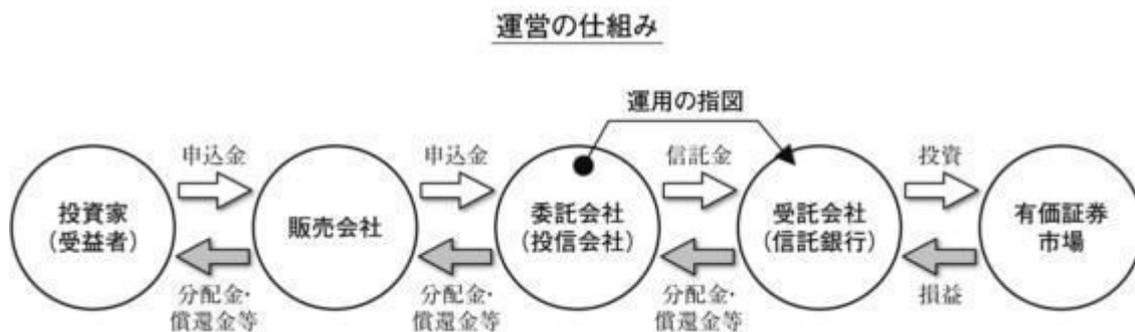 運営の仕組み
運用の指図
申込金
申込金
信託金
投資
投資家
（受益者）
販売会社
委託会社
（投信会社）
受託会社
（信託銀行）
有価証券
市場
分配金・
償還金等
分配金・
償還金等
分配金・
償還金等
損益